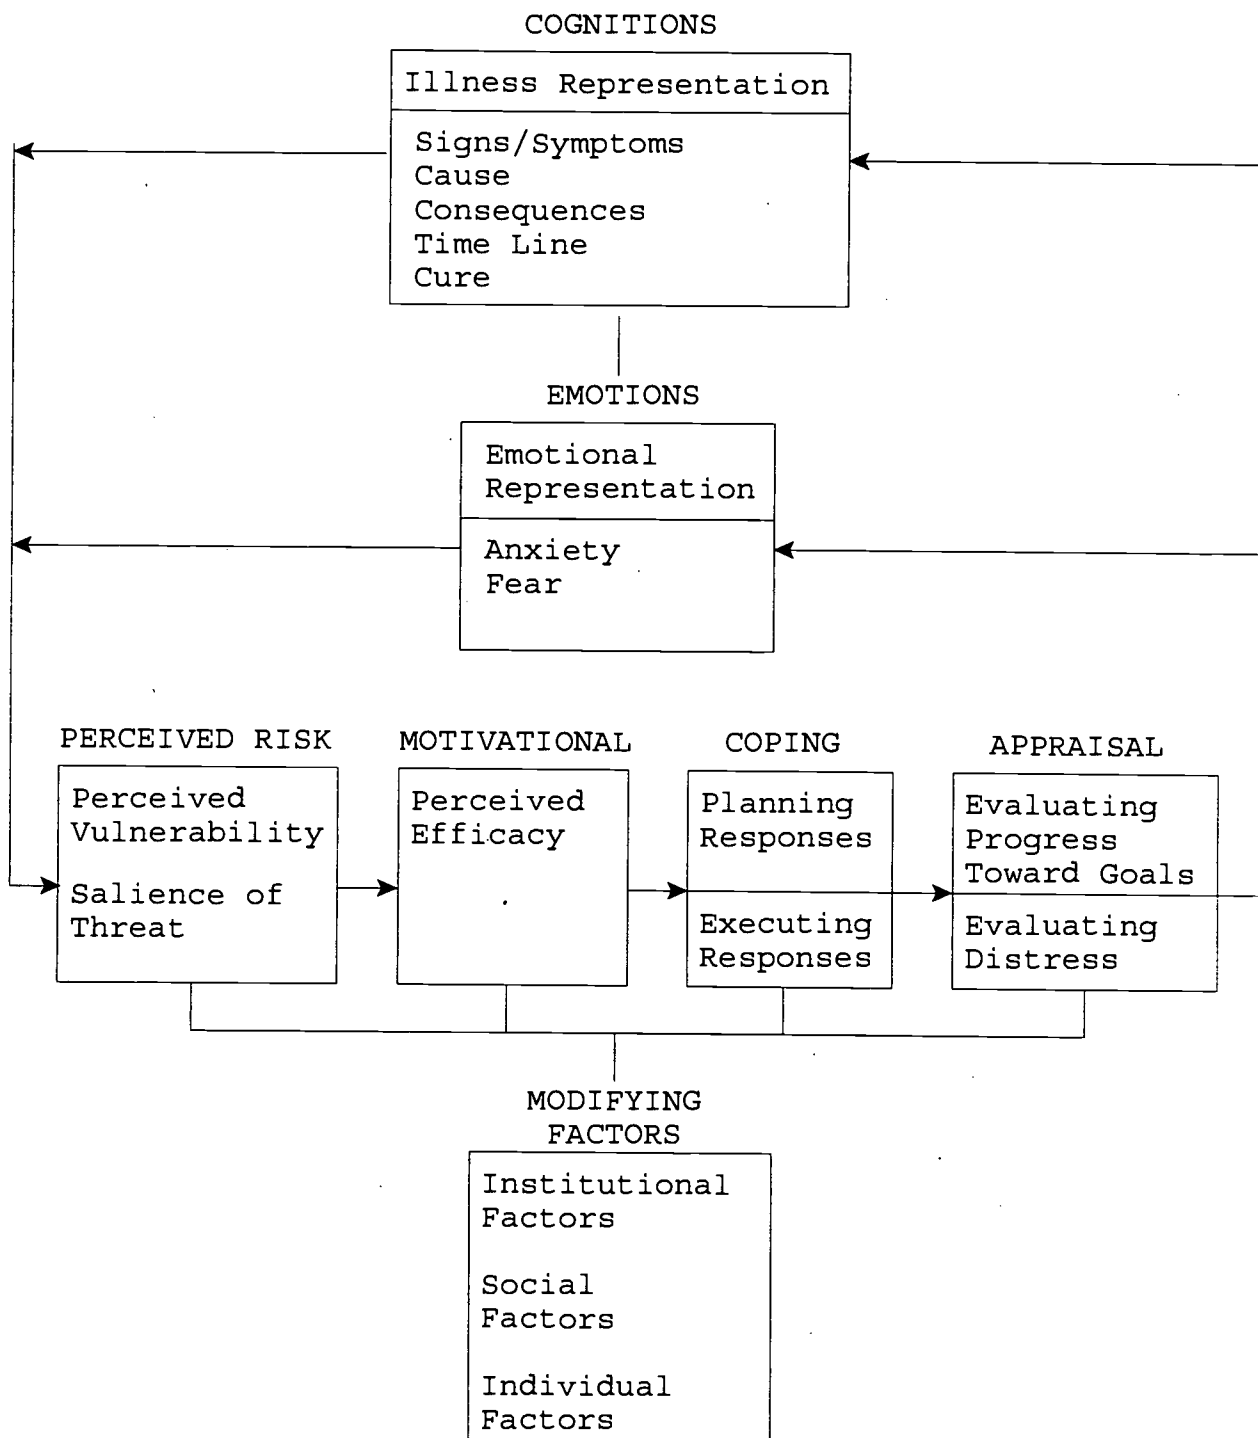 COGNITIONS
Illness Representation
Signs/Symptoms
Cause
Consequences
Time Line
Cure
EMOTIONS
Emotional
Representation
Anxiety
Fear
PERCEIVED RISK
Perceived
Vulnerability
Salience of
Threat
MOTIVATIONAL
Perceived
Efficacy
COPING
Planning
Responses
Executing
Responses
APPRAISAL
Evaluating
Progress
Toward Goals
Evaluating
Distress
MODIFYING
FACTORS
Institutional
Factors
Social
Factors
Individual
Factors